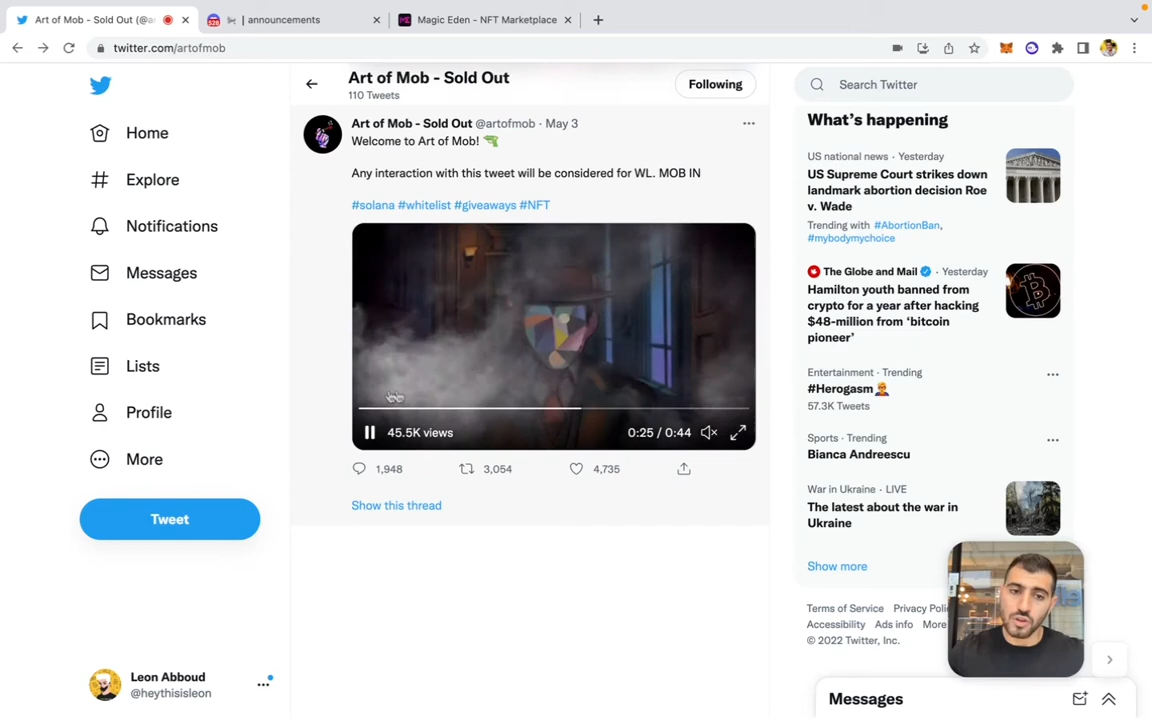 Art of Mob - Sold Out (@a
528
| announcements
Magic Eden - NFT Marketplace
twitter.com/artofmob
Home
Explore
Notifications
Messages
Bookmarks
Lists
Profile
More
Tweet
Leon Abboud
@heythisisleon
Art of Mob - Sold Out
110 Tweets
Following
Art of Mob - Sold Out @artofmob · May 3
Welcome to Art of Mob!
Any interaction with this tweet will be considered for WL. MOB IN
#solana #whitelist #giveaways #NFT
45.5K views
0:25 / 0:44
1,948
3,054
4,735
Show this thread
Search Twitter
What's happening
US national news · Yesterday
US Supreme Court strikes down
landmark abortion decision Roe
v. Wade
Trending with #AbortionBan,
#mybodymychoice
The Globe and Mail · Yesterday
Hamilton youth banned from
crypto for a year after hacking
$48-million from ‘bitcoin
pioneer’
Entertainment · Trending
#Herogasm
57.3K Tweets
Sports · Trending
Bianca Andreescu
War in Ukraine · LIVE
The latest about the war in
Ukraine
Show more
Terms of Service Privacy Poli
Accessibility Ads info More
© 2022 Twitter, Inc.
Messages